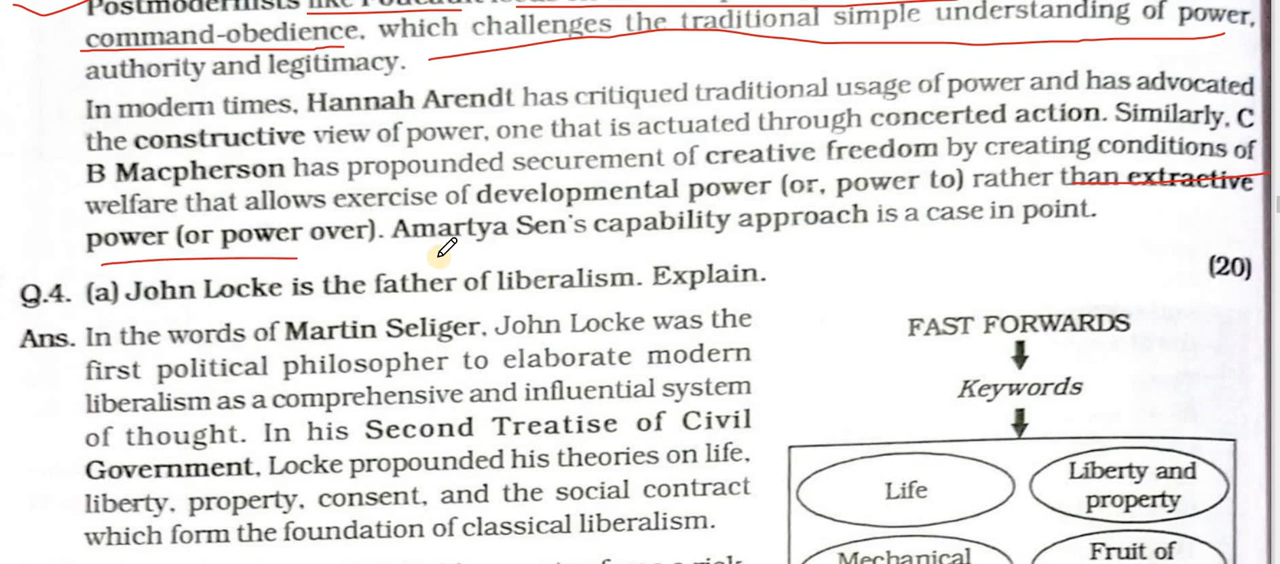 Postmodernists like Foucault
command-obedience, which challenges the traditional simple understanding of power,
authority and legitimacy.
In modern times, Hannah Arendt has critiqued traditional usage of power and has advocated
the constructive view of power, one that is actuated through concerted action. Similarly, C
B Macpherson has propounded securement of creative freedom by creating conditions of
welfare that allows exercise of developmental power (or, power to) rather than extractive
power (or power over). Amartya Sen's capability approach is a case in point.
Q.4. (a) John Locke is the father of liberalism. Explain. (20)
Ans. In the words of Martin Seliger, John Locke was the
first political philosopher to elaborate modern
liberalism as a comprehensive and influential system
of thought. In his Second Treatise of Civil
Government, Locke propounded his theories on life,
liberty, property, consent, and the social contract
which form the foundation of classical liberalism.
FAST FORWARDS
Keywords
Life
Liberty and
property
Mechanical
Fruit of